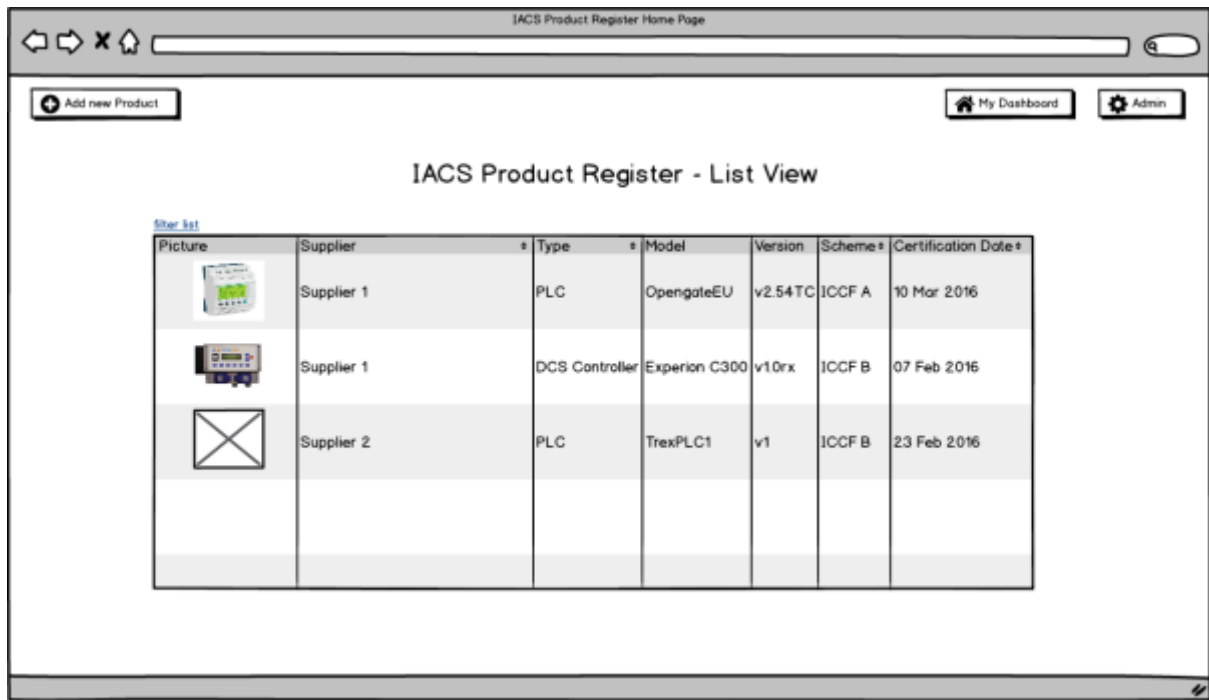 IACS Product Register Home Page
Add new Product
My Dashboard
Admin
IACS Product Register - List View
filter list
Picture Supplier Type Model Version Scheme Certification Date
Supplier 1 PLC OpengateEU v2.54TC ICCF A 10 Mar 2016
Supplier 1 DCS Controller Experion C300 v1.0rx ICCF B 07 Feb 2016
Supplier 2 PLC TrexPLC1 v1 ICCF B 23 Feb 2016